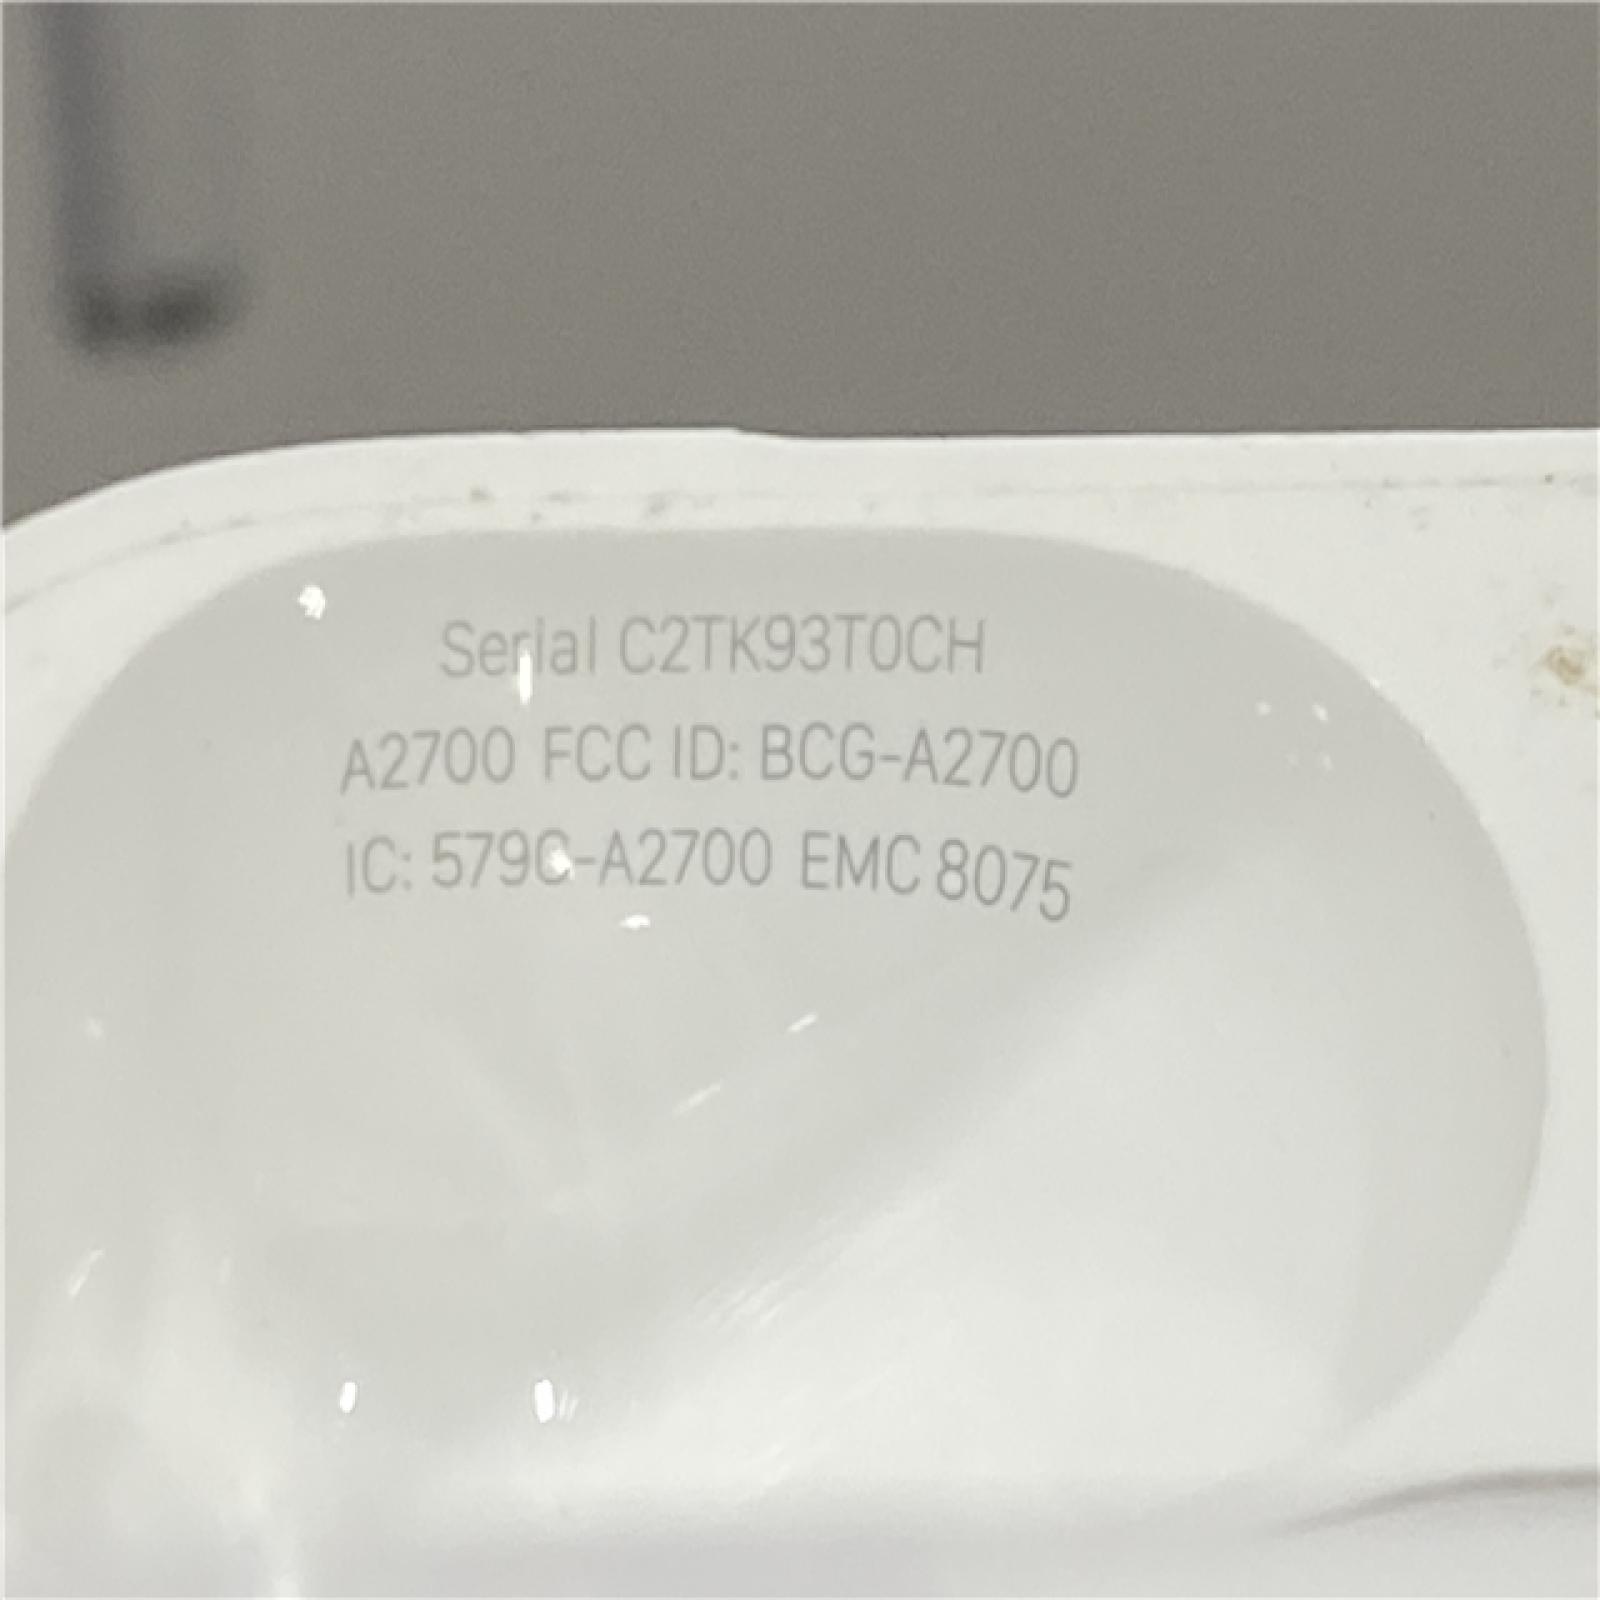 Serial C2TK93T0CH
A2700 FCC ID: BCG-A2700
IC: 579C-A2700 EMC 8075